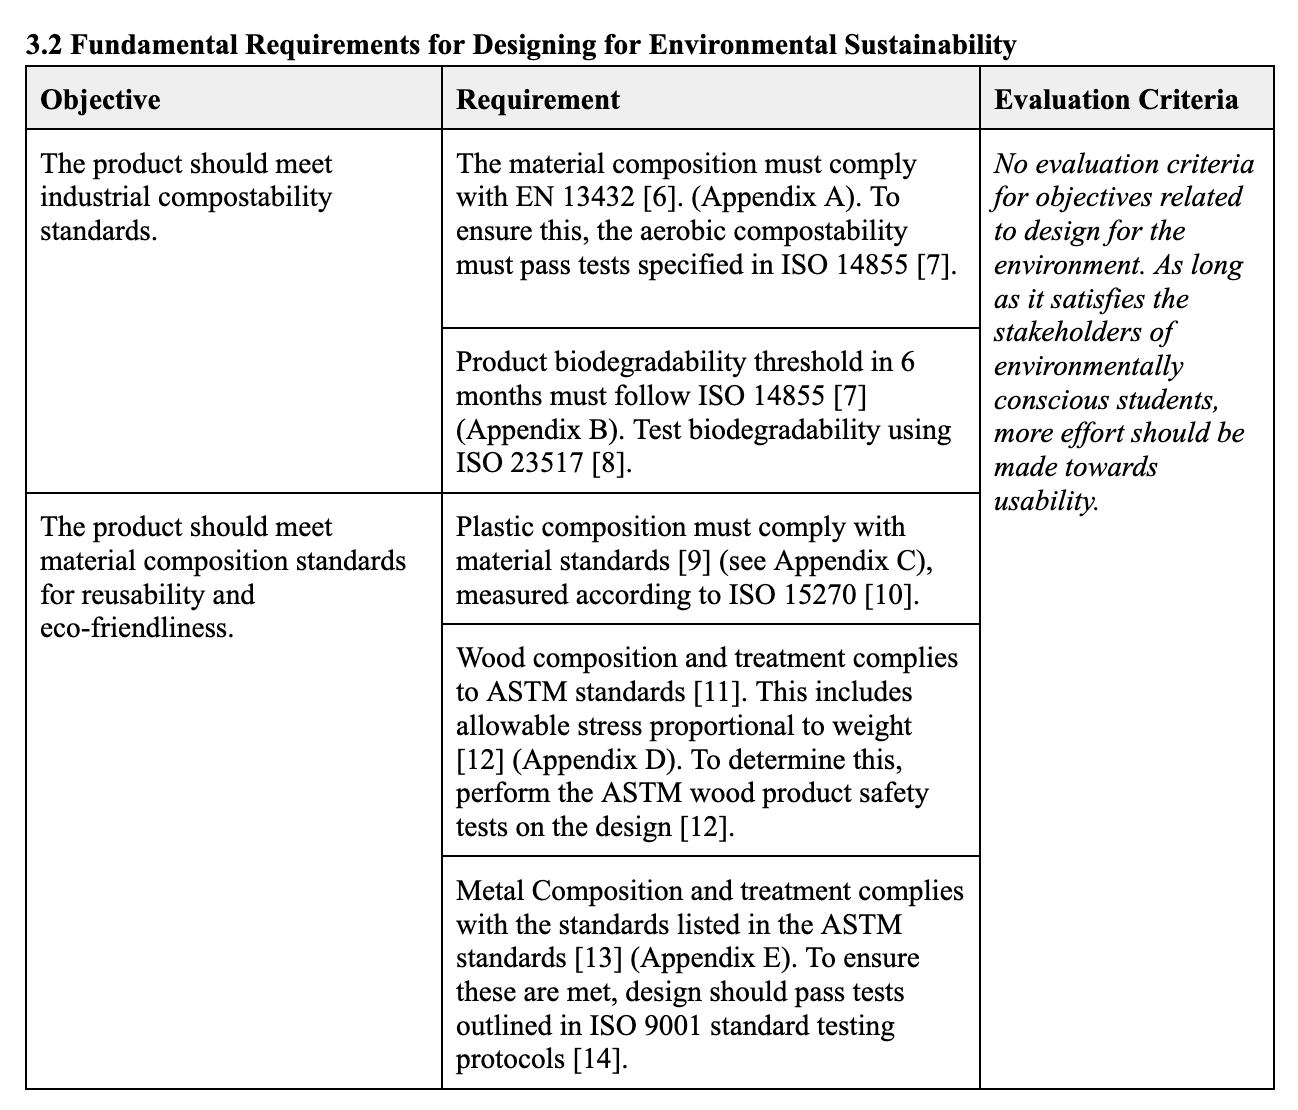 3.2 Fundamental Requirements for Designing for Environmental Sustainability
Objective
Requirement
Evaluation Criteria
The product should meet
industrial compostability
standards.
The material composition must comply
with EN 13432 [6]. (Appendix A). To
ensure this, the aerobic compostability
must pass tests specified in ISO 14855 [7].
No evaluation criteria
for objectives related
to design for the
environment. As long
as it satisfies the
stakeholders of
environmentally
conscious students,
more effort should be
made towards
usability.
Product biodegradability threshold in 6
months must follow ISO 14855 [7]
(Appendix B). Test biodegradability using
ISO 23517 [8].
The product should meet
material composition standards
for reusability and
eco-friendliness.
Plastic composition must comply with
material standards [9] (see Appendix C),
measured according to ISO 15270 [10].
Wood composition and treatment complies
to ASTM standards [11]. This includes
allowable stress proportional to weight
[12] (Appendix D). To determine this,
perform the ASTM wood product safety
tests on the design [12].
Metal Composition and treatment complies
with the standards listed in the ASTM
standards [13] (Appendix E). To ensure
these are met, design should pass tests
outlined in ISO 9001 standard testing
protocols [14].